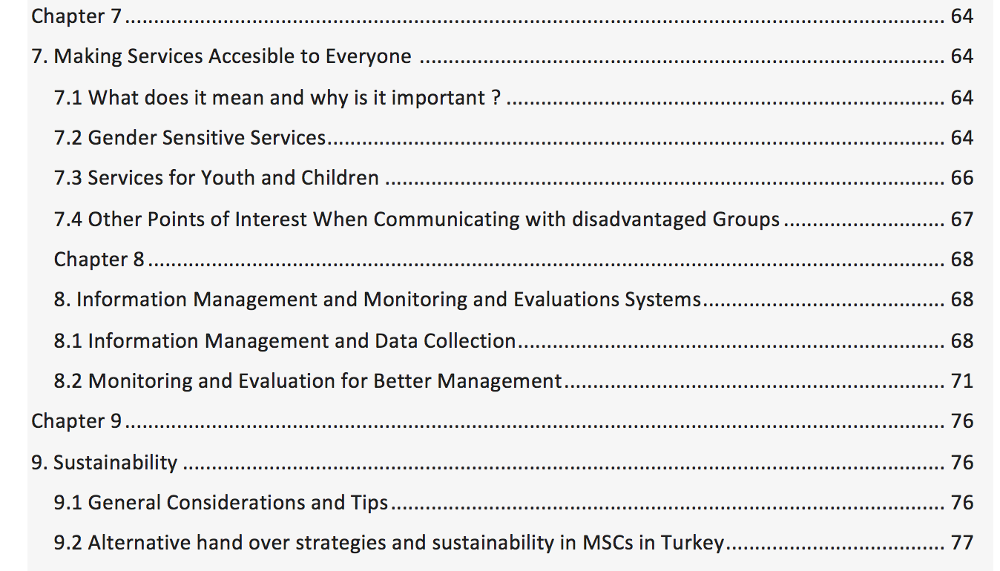 Chapter 7 ........................................................................................................................................ 64
7. Making Services Accesible to Everyone ........................................................................................ 64
7.1 What does it mean and why is it important ? ......................................................................... 64
7.2 Gender Sensitive Services........................................................................................................ 64
7.3 Services for Youth and Children .............................................................................................. 66
7.4 Other Points of Interest When Communicating with disadvantaged Groups ........................... 67
Chapter 8 ..................................................................................................................................... 68
8. Information Management and Monitoring and Evaluations Systems......................................... 68
8.1 Information Management and Data Collection........................................................................ 68
8.2 Monitoring and Evaluation for Better Management................................................................ 71
Chapter 9 ........................................................................................................................................ 76
9. Sustainability ................................................................................................................................ 76
9.1 General Considerations and Tips.............................................................................................. 76
9.2 Alternative hand over strategies and sustainability in MSCs in Turkey..................................... 77